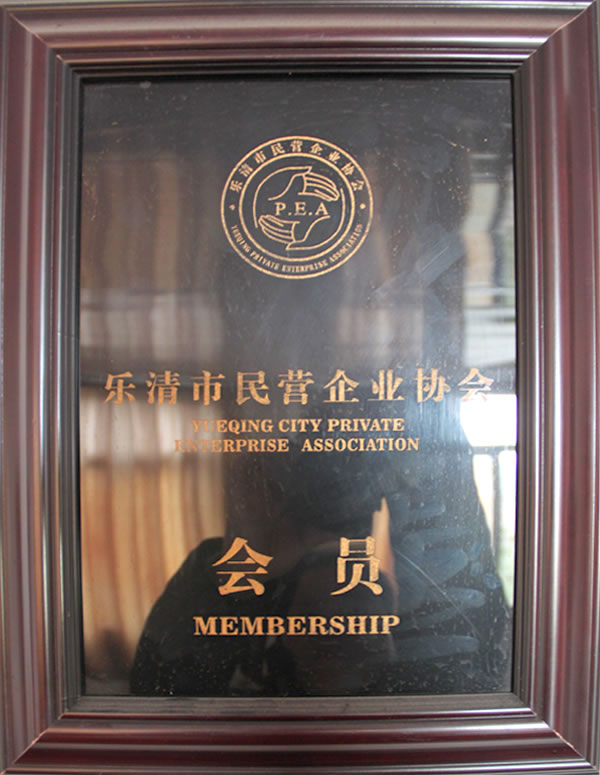 乐清市民营企业协会
P.E.A
YUEQING PRIVATE ENTERPRISE ASSOCIATION
乐清市民营企业协会
YUEQING CITY PRIVATE
ENTERPRISE ASSOCIATION
会员
MEMBERSHIP